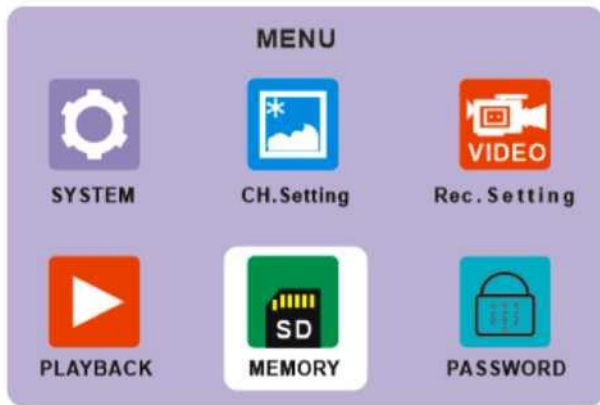 MENU
VIDEO
SYSTEM
CH.Setting
Rec.Setting
SD
PLAYBACK
MEMORY
PASSWORD